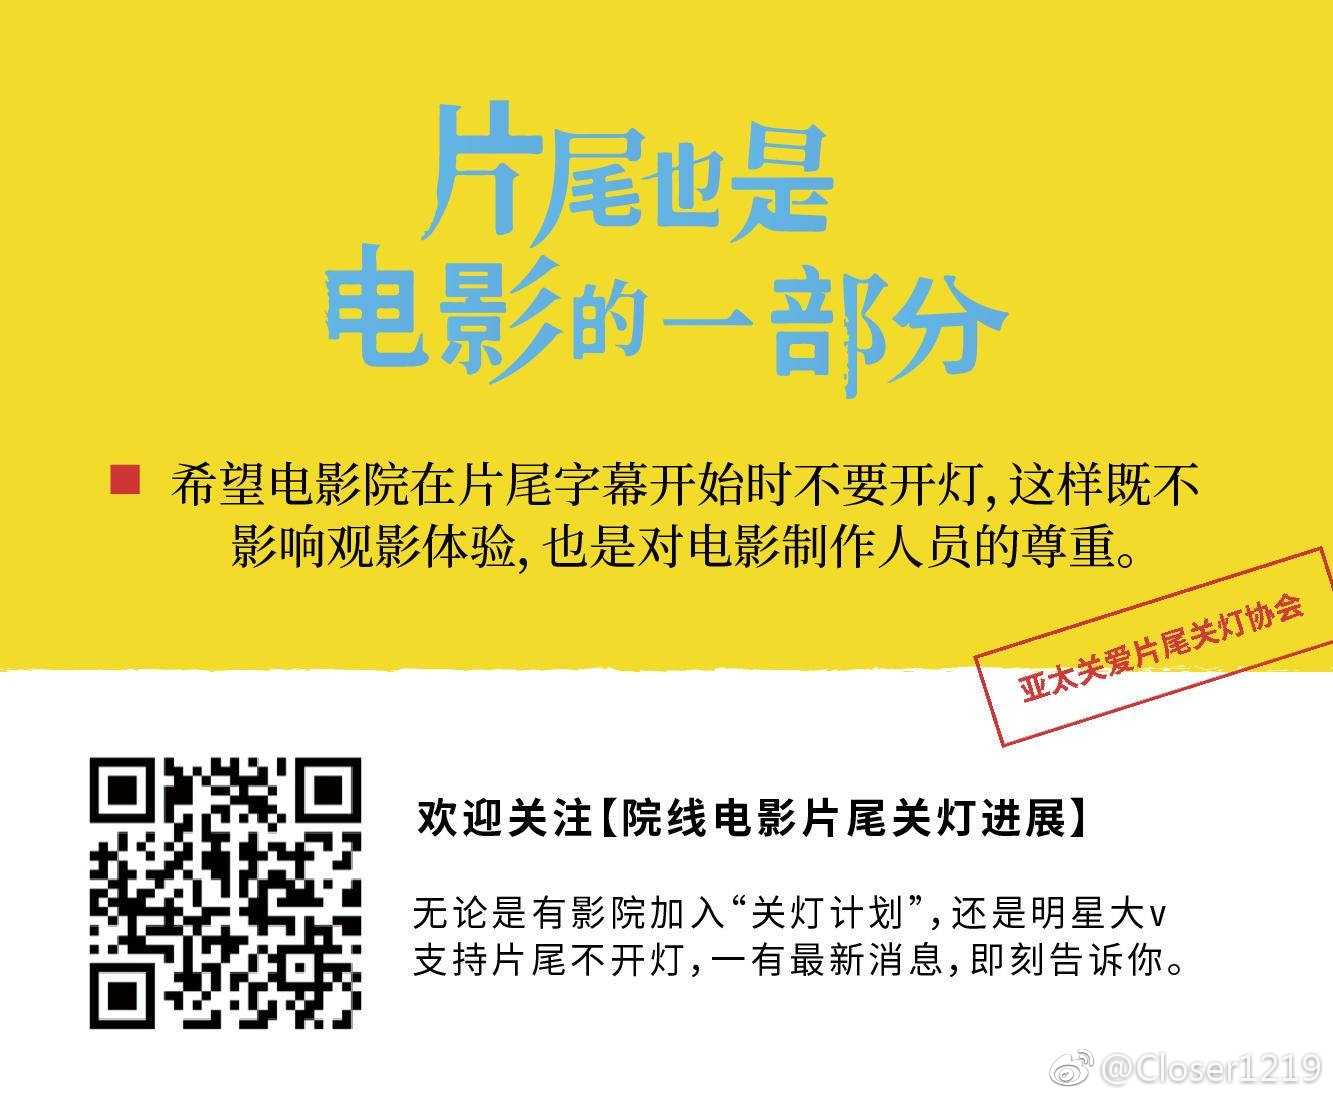 片尾也是
电影的一部分
希望电影院在片尾字幕开始时不要开灯，这样既不
影响观影体验，也是对电影制作人员的尊重。
亚太关爱片尾关灯协会
欢迎关注【院线电影片尾关灯进展】
无论是有影院加入“关灯计划”，还是明星大v
支持片尾不开灯，一有最新消息，即刻告诉你。
@Closer1219